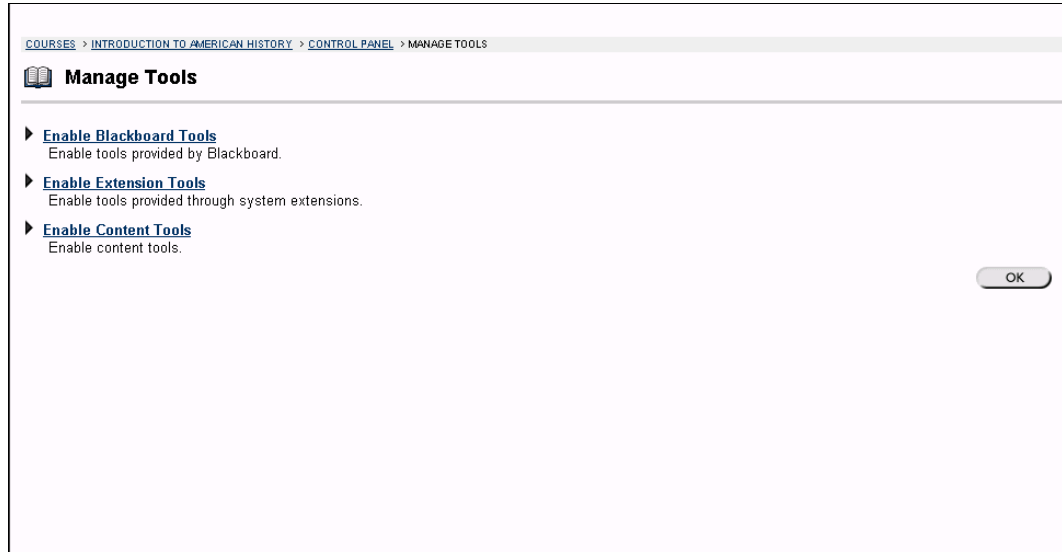 COURSES > INTRODUCTION TO AMERICAN HISTORY > CONTROL PANEL > MANAGE TOOLS
Manage Tools
Enable Blackboard Tools
Enable tools provided by Blackboard.
Enable Extension Tools
Enable tools provided through system extensions.
Enable Content Tools
Enable content tools.
OK